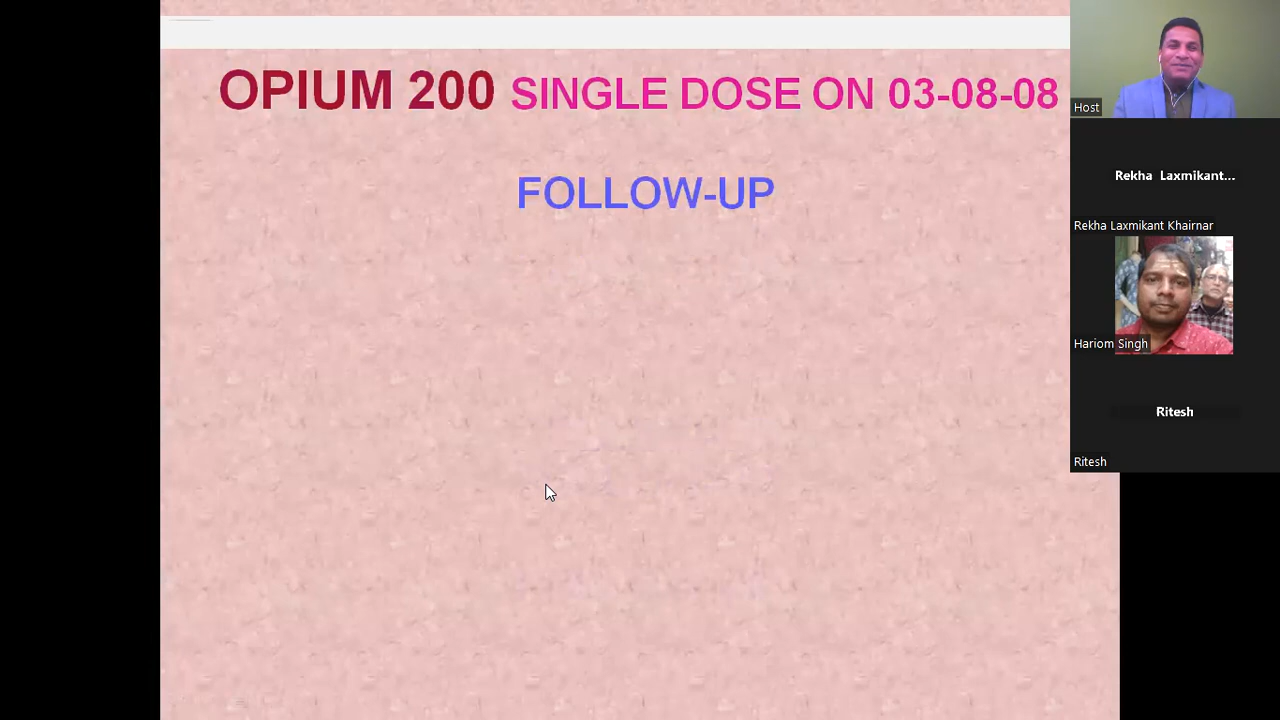 OPIUM 200 SINGLE DOSE ON 03-08-08
FOLLOW-UP
Host
Rekha Laxmikant...
Rekha Laxmikant Khairnar
Hariom Singh
Ritesh
Ritesh